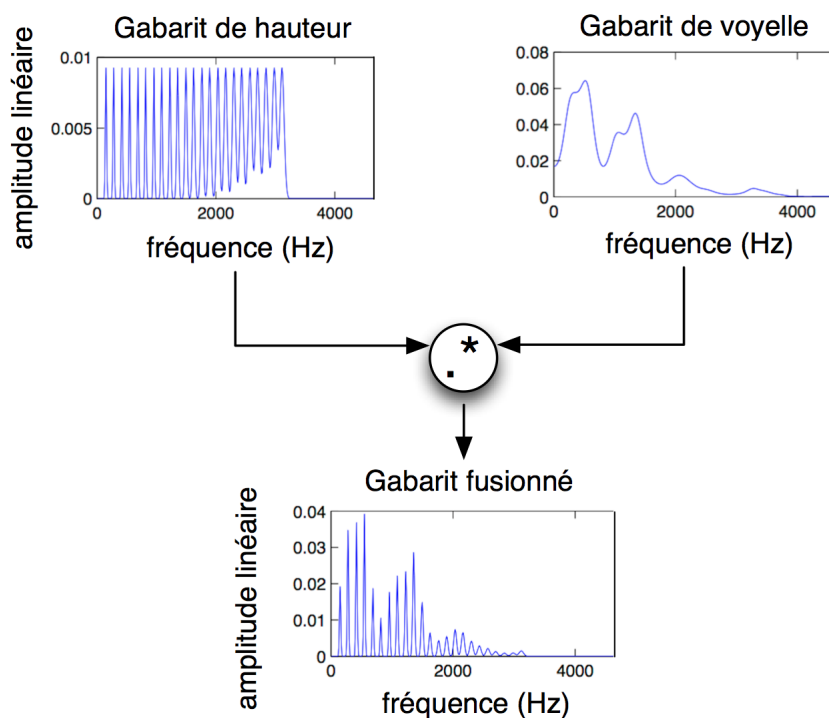 Gabarit de hauteur
amplitude linéaire
0.01
0.005
0
0 2000 4000
fréquence (Hz)
Gabarit de voyelle
0.08
0.06
0.04
0.02
0
0 2000 4000
fréquence (Hz)
.*
Gabarit fusionné
amplitude linéaire
0.04
0.03
0.02
0.01
0
0 2000 4000
fréquence (Hz)